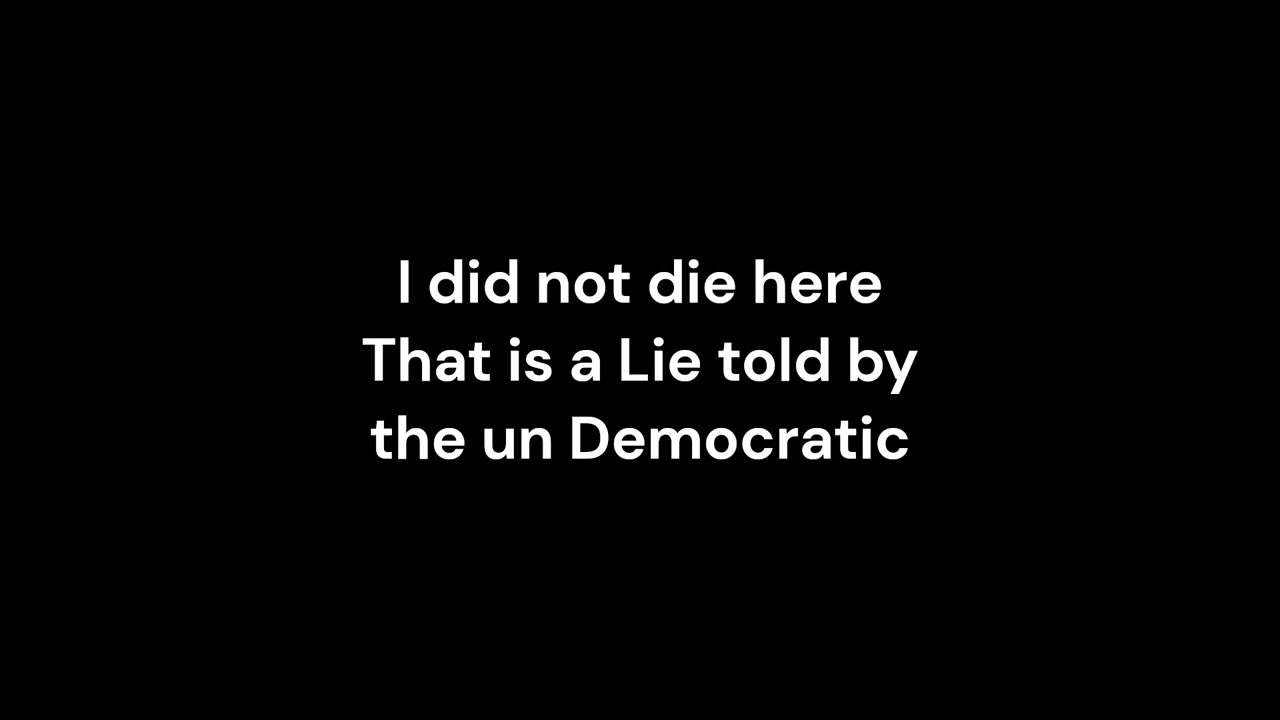 I did not die here
That is a Lie told by
the un Democratic